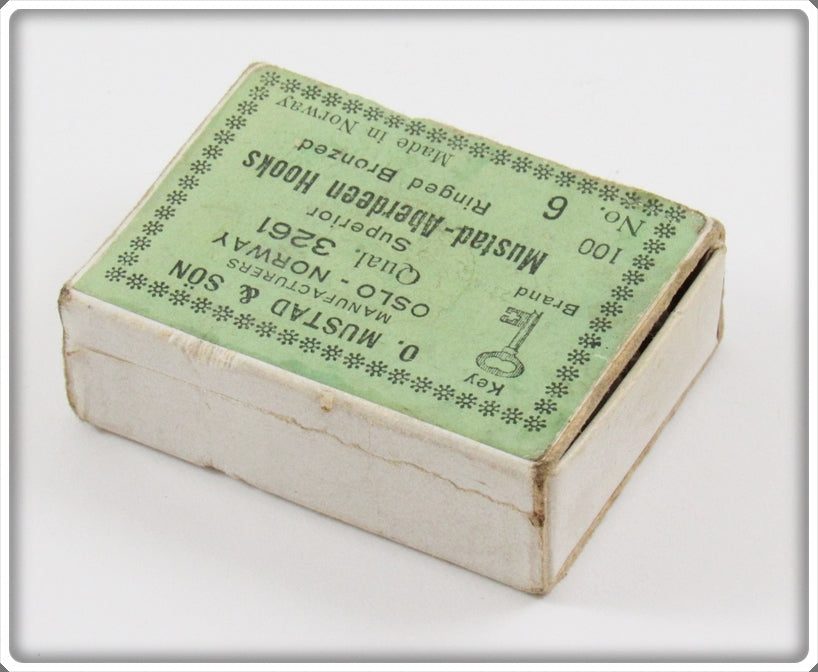 O. MUSTAD & SÖN
MANUFACTURERS
OSLO - NORWAY
Key
Brand
Qual. 3261
Superior
Mustad-Aberdeen Hooks
Ringed Bronzed
100
No. 6
Made in Norway